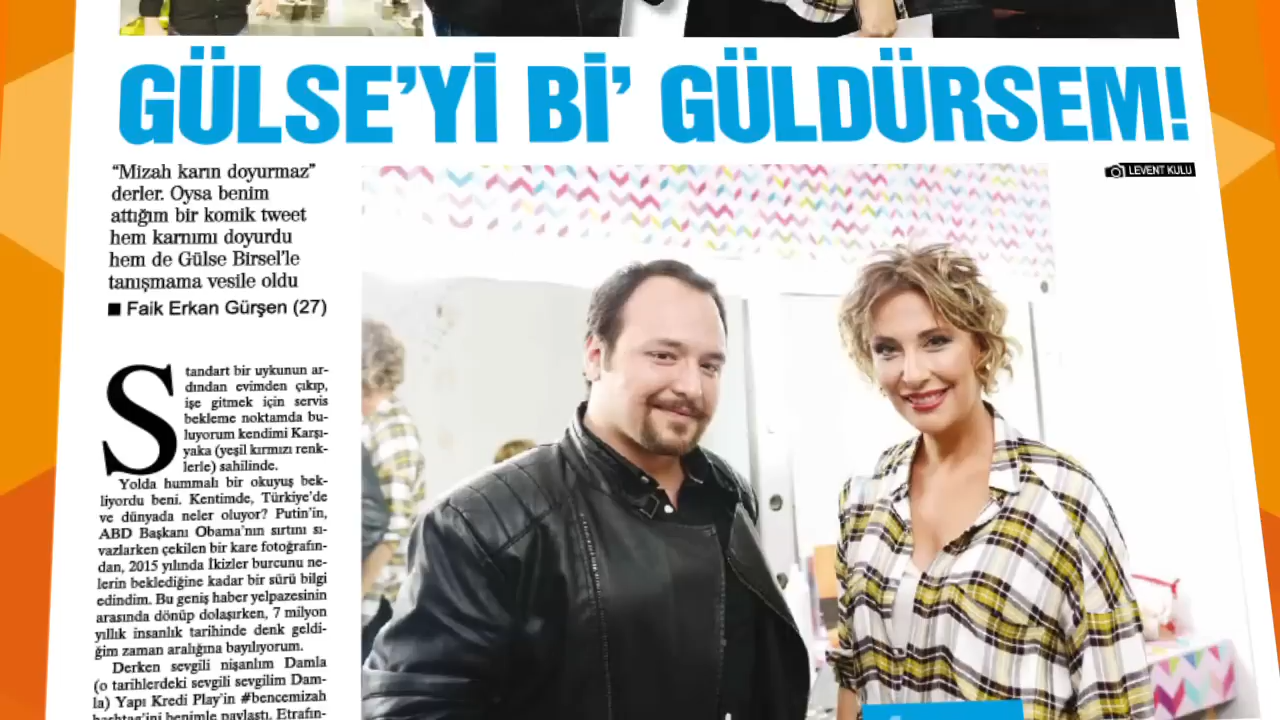 GÜLSE'Yİ Bİ' GÜLDÜRSEM!
LEVENT KULU
“Mizah karın doyurmaz”
derler. Oysa benim
attığım bir komik tweet
hem karnımı doyurdu
hem de Gülse Birsel'le
tanışmama vesile oldu
■ Faik Erkan Gürşen (27)
Standart bir uykunun ar-
dından evimden çıkıp,
işe gitmek için servis
bekleme noktamda bu-
luyorum kendimi Karşı-
yaka (yeşil kırmızı renk-
lerle) sahilinde.
Yolda hummalı bir okuyuş bek-
liyordu beni. Kentimde, Türkiye'de
ve dünyada neler oluyor? Putin'in,
ABD Başkanı Obama'nın sırtını sı-
vazlarken çekilen bir kare fotoğrafın-
dan, 2015 yılında İkizler burcunu ne-
lerin beklediğine kadar bir sürü bilgi
edindim. Bu geniş haber yelpazesinin
arasında dönüp dolaşırken, 7 milyon
yıllık insanlık tarihinde denk geldi-
ğim zaman aralığına bayılıyorum.
Derken sevgili nişanlım Damla
(o tarihlerdeki sevgili sevgilim Dam-
la) Yapı Kredi Play'in #bencemizah
hashtag'ini benimle paylaştı. Etrafın-